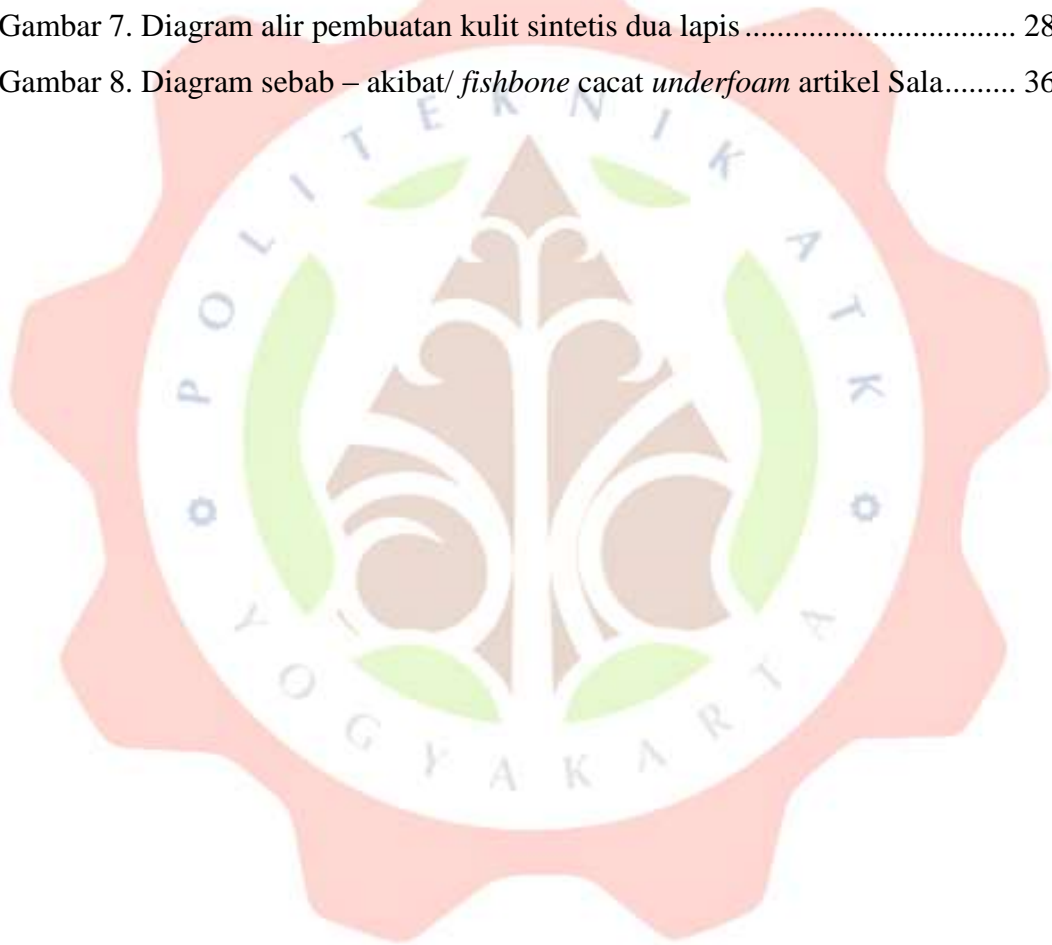 Gambar 7. Diagram alir pembuatan kulit sintetis dua lapis ................................ 28
Gambar 8. Diagram sebab – akibat/ fishbone cacat underfoam artikel Sala......... 36
POLITEKNIK ATK
YOGYAKARTA